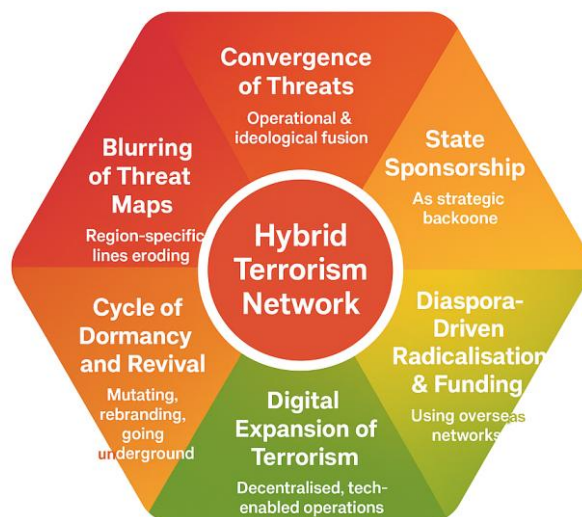 Convergence
of Threats
Operational &
ideological fusion
State
Sponsorship
As strategic
backoone
Diaspora-
Driven
Radicalisation
& Funding
Using overseas
networks
Digital
Expansion of
Terrorism
Decentralised, tech-
enabled operations
Cycle of
Dormancy
and Revival
Mutating,
rebranding,
going
underground
Blurring
of Threat
Maps
Region-specific
lines eroding
Hybrid
Terrorism
Network